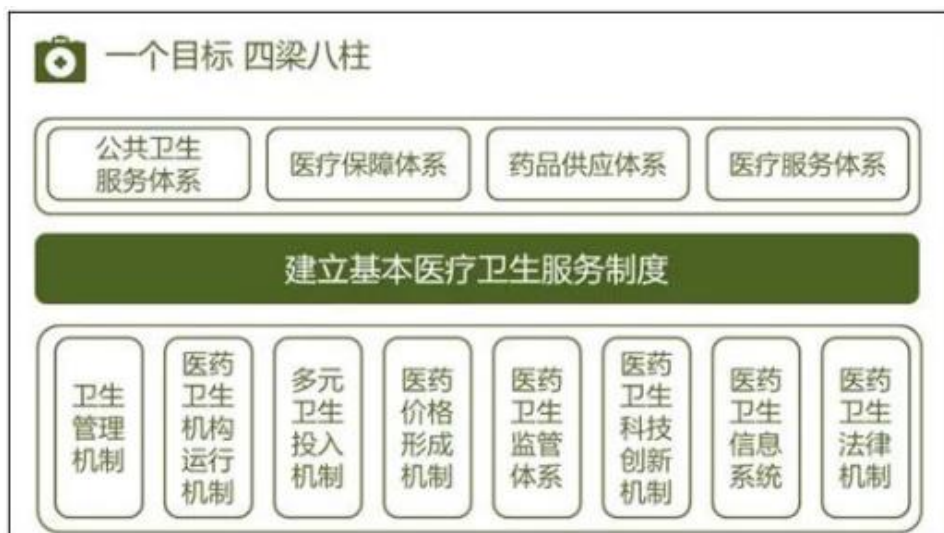 一个目标 四梁八柱
公共卫生
服务体系
医疗保障体系
药品供应体系
医疗服务体系
建立基本医疗卫生服务制度
卫生
管理
机制
医药
卫生
机构
运行
机制
多元
卫生
投入
机制
医药
价格
形成
机制
医药
卫生
监管
体系
医药
卫生
科技
创新
机制
医药
卫生
信息
系统
医药
卫生
法律
机制